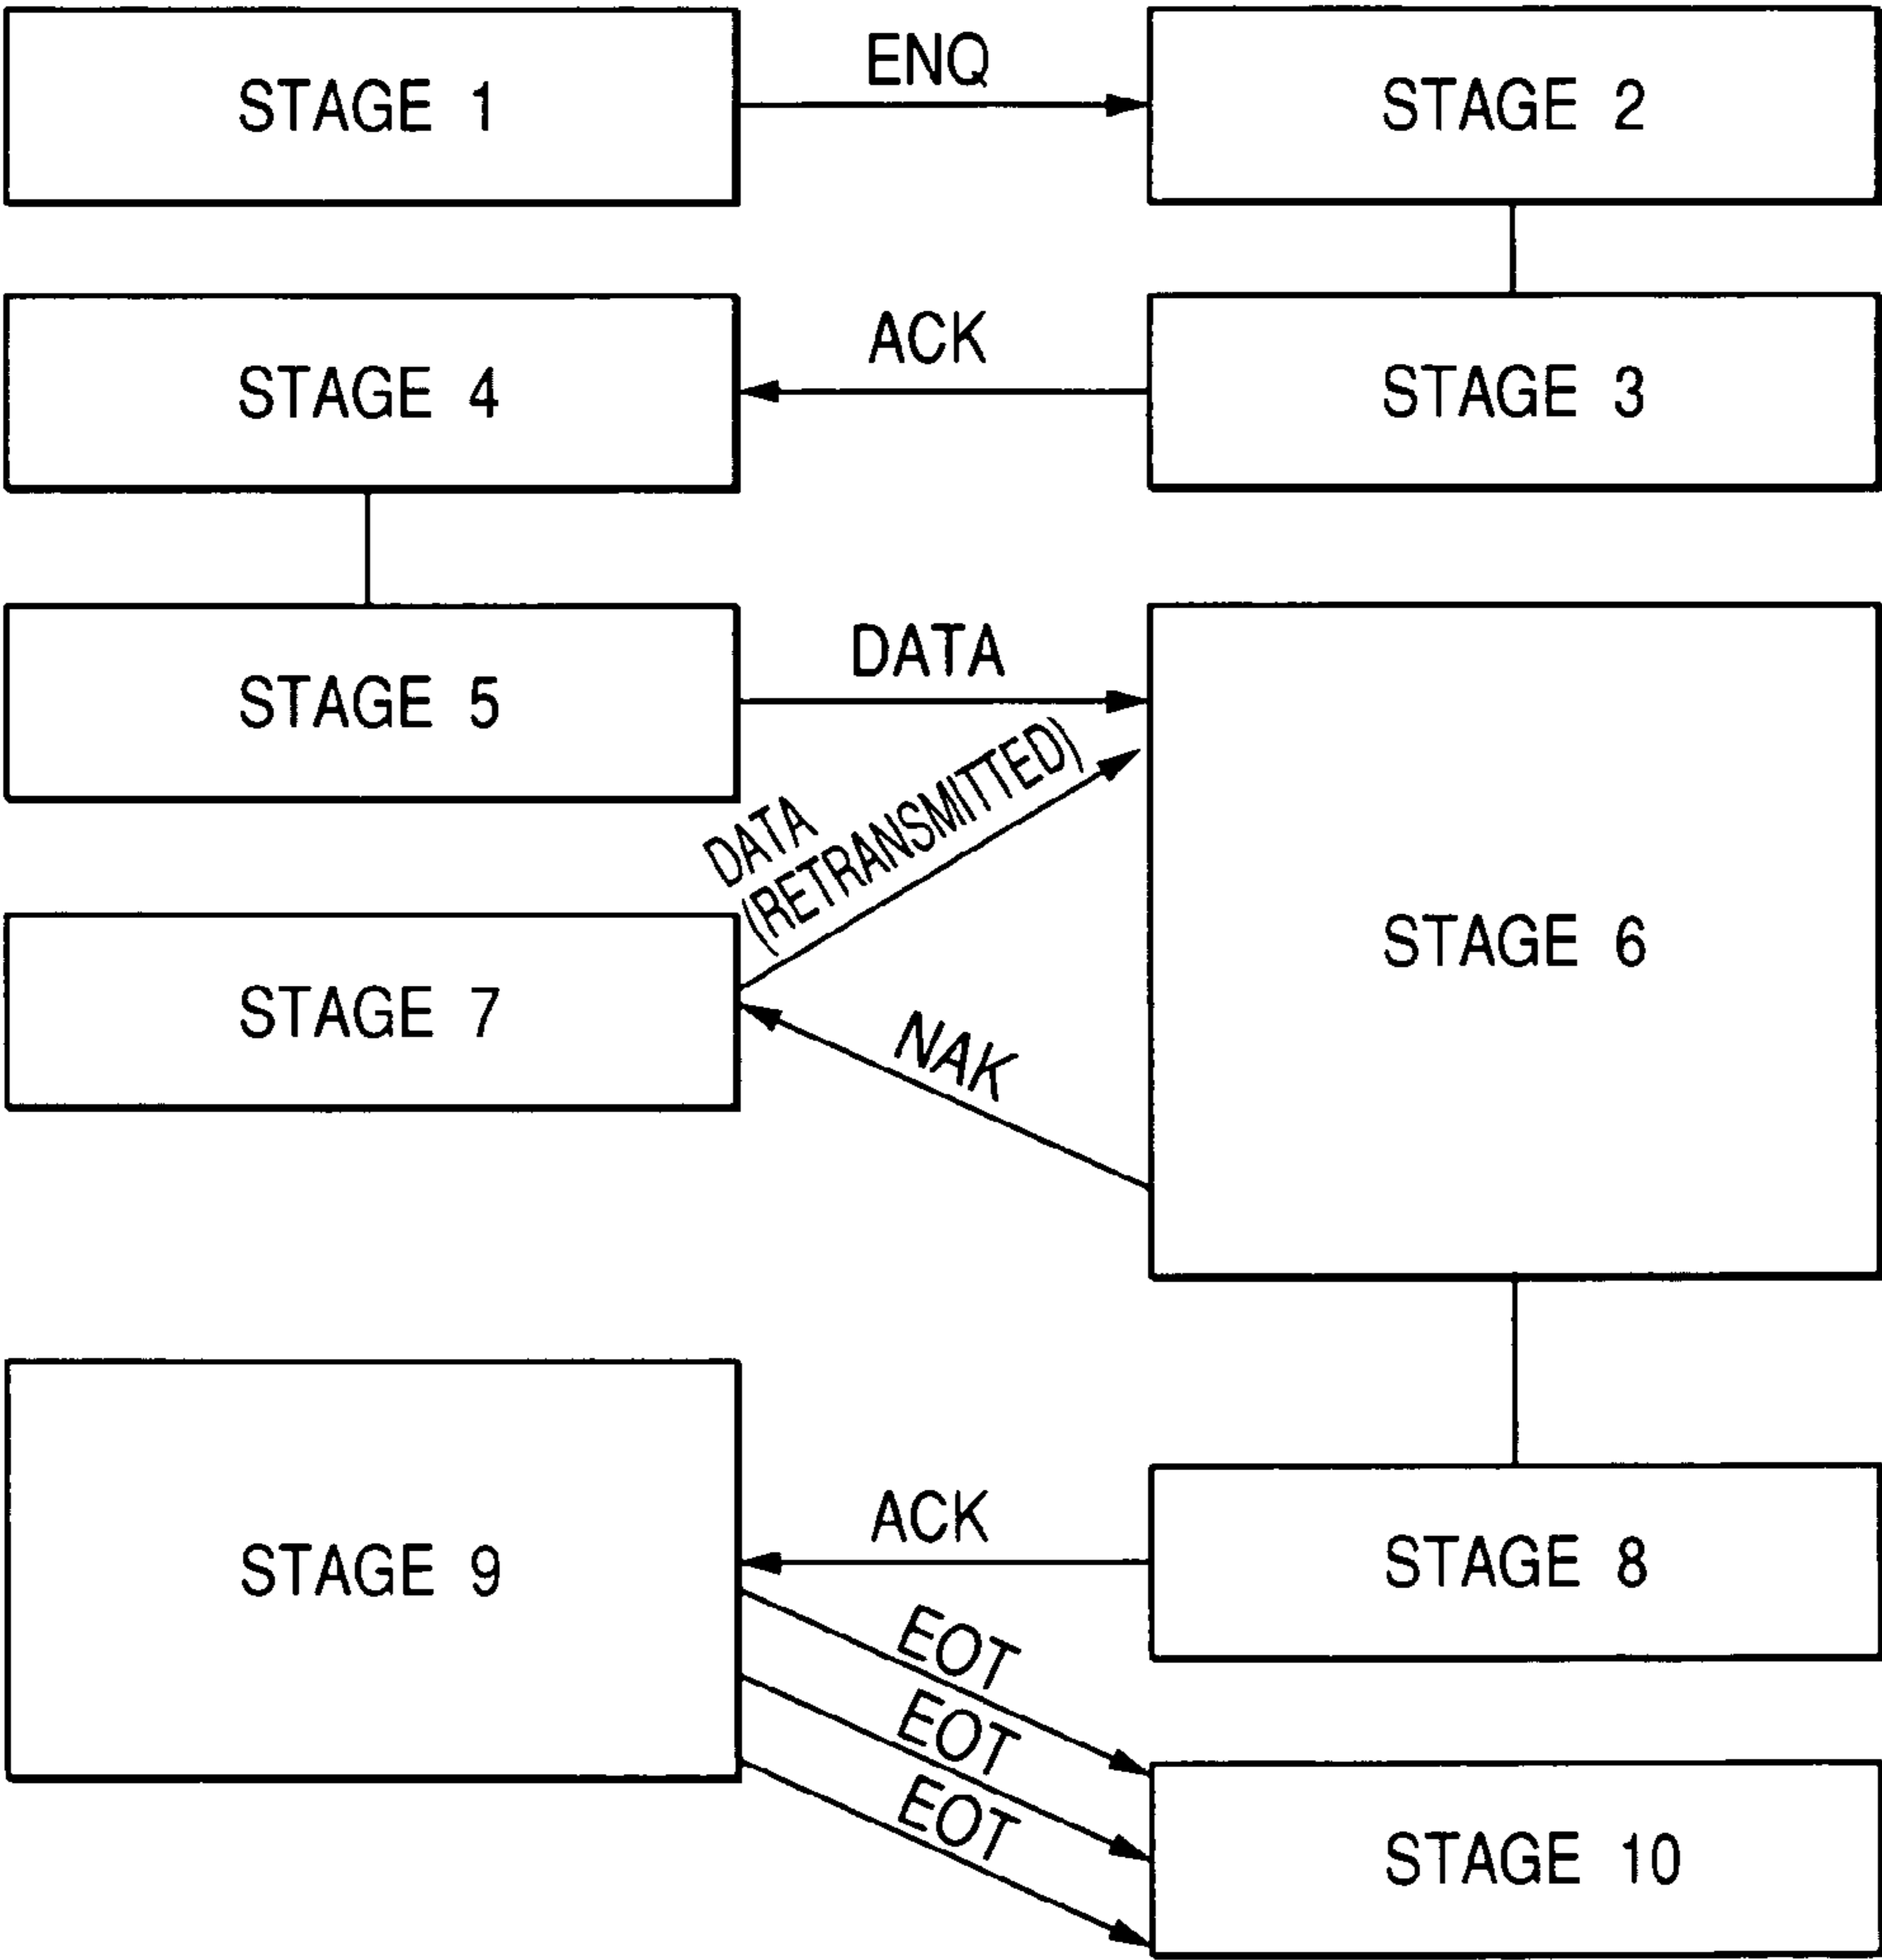 STAGE 1
ENQ
STAGE 2
STAGE 4
ACK
STAGE 3
STAGE 5
DATA
DATA
(RETRANSMITTED)
STAGE 6
STAGE 7
NAK
STAGE 9
ACK
STAGE 8
EOT
EOT
EOT
STAGE 10